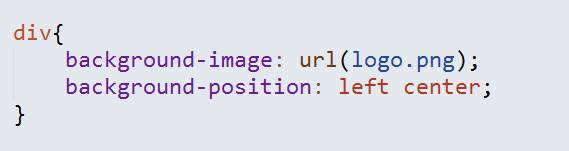 div{
    background-image: url(logo.png);
    background-position: left center;
}